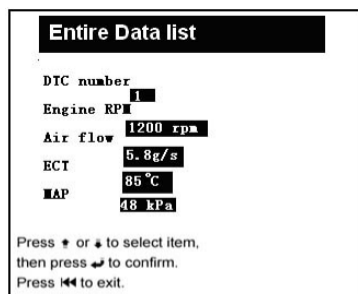 Entire Data list
DTC number
1
Engine RPM
1200 rpm
Air flow
5.8g/s
ECT
85°C
MAP
48 kPa
Press ⬆ or ⬇ to select item,
then press ↵ to confirm.
Press ⏮ to exit.